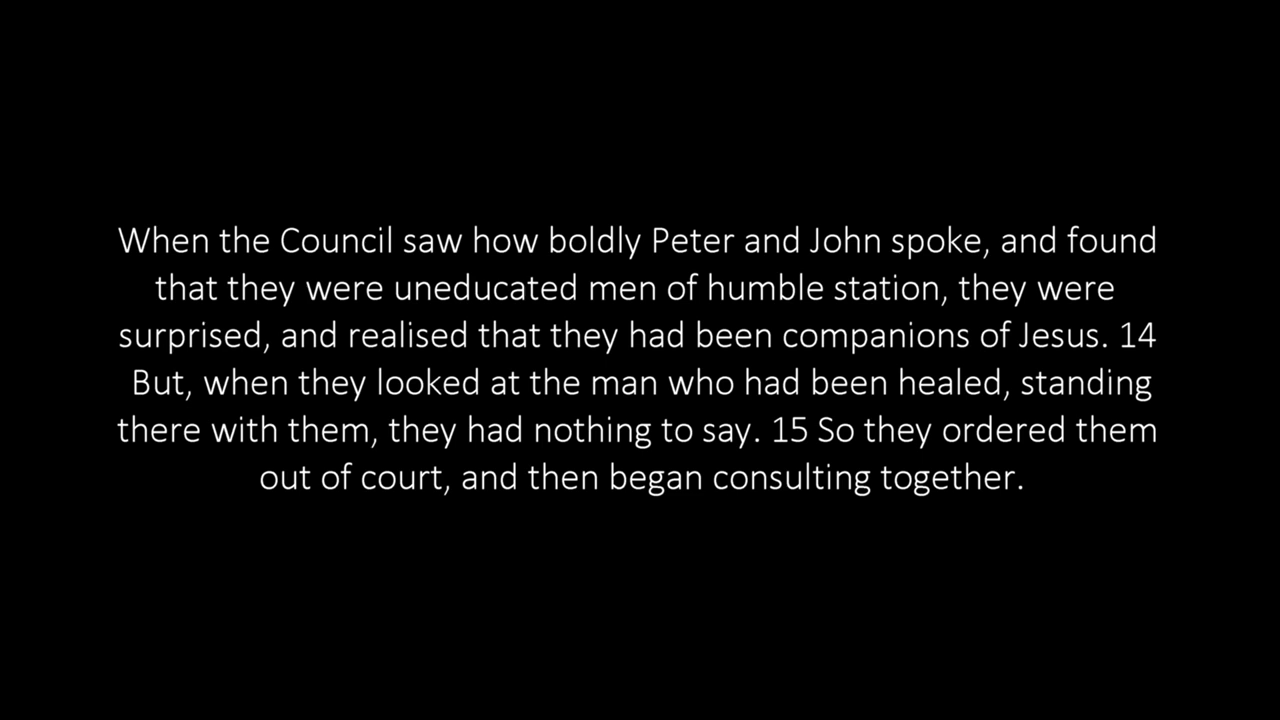 When the Council saw how boldly Peter and John spoke, and found
that they were uneducated men of humble station, they were
surprised, and realised that they had been companions of Jesus. 14
But, when they looked at the man who had been healed, standing
there with them, they had nothing to say. 15 So they ordered them
out of court, and then began consulting together.